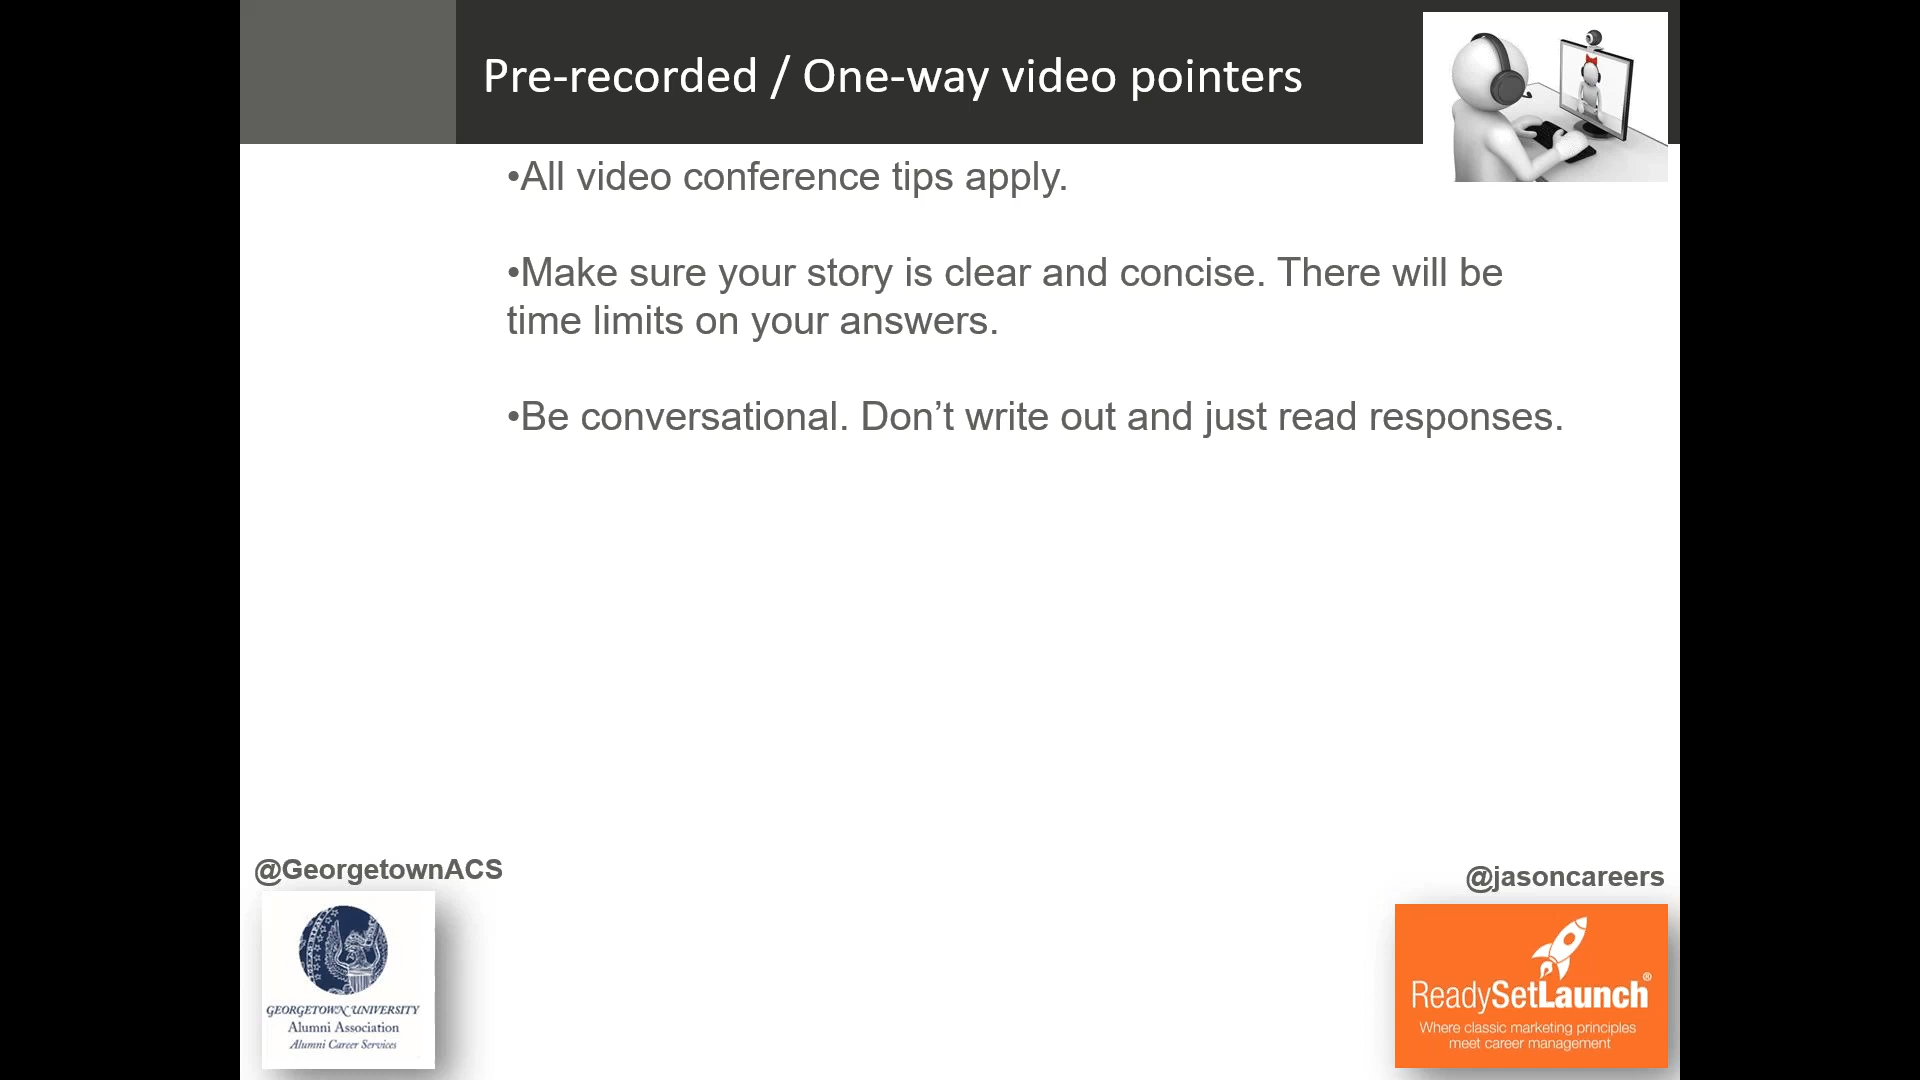 Pre-recorded / One-way video pointers
•All video conference tips apply.
•Make sure your story is clear and concise. There will be
time limits on your answers.
•Be conversational. Don’t write out and just read responses.
@GeorgetownACS
GEORGETOWN UNIVERSITY
Alumni Association
Alumni Career Services
@jasoncareers
ReadySetLaunch®
Where classic marketing principles
meet career management